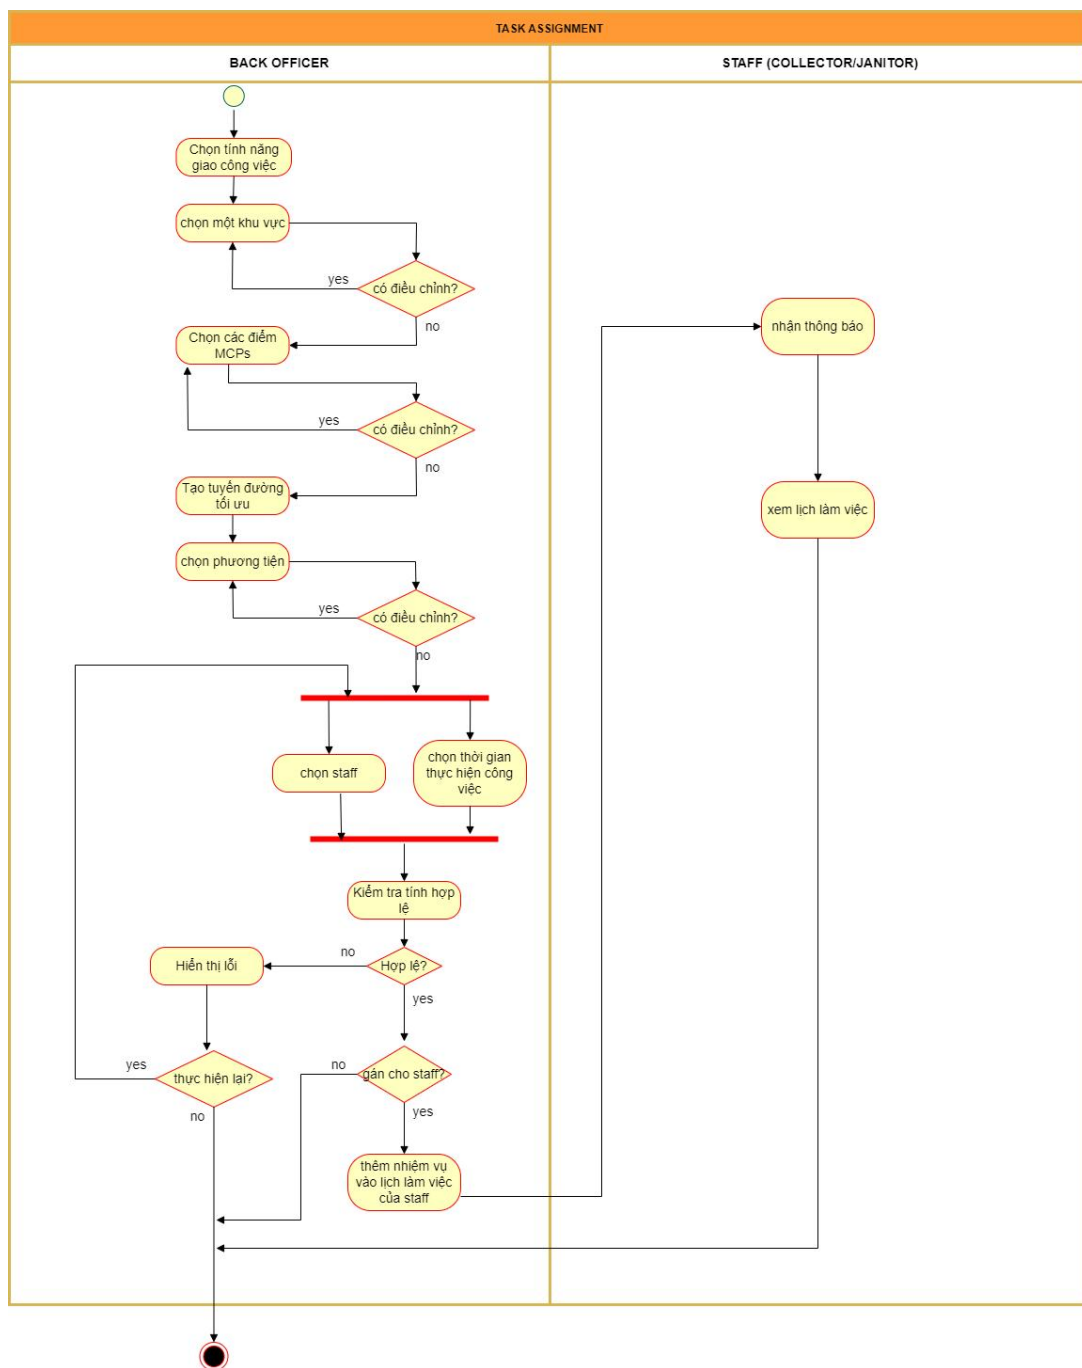 TASK ASSIGNMENT
BACK OFFICER
STAFF (COLLECTOR/JANITOR)
Chọn tính năng
giao công việc
chọn một khu vực
yes
có điều chỉnh?
no
Chọn các điểm
MCPs
yes
có điều chỉnh?
no
Tạo tuyến đường
tối ưu
chọn phương tiện
yes
có điều chỉnh?
no
chọn staff
chọn thời gian
thực hiện công
việc
Kiểm tra tính hợp
lệ
Hợp lệ?
no
yes
Hiển thị lỗi
thực hiện lại?
yes
no
gán cho staff?
no
yes
thêm nhiệm vụ
vào lịch làm việc
của staff
nhận thông báo
xem lịch làm việc